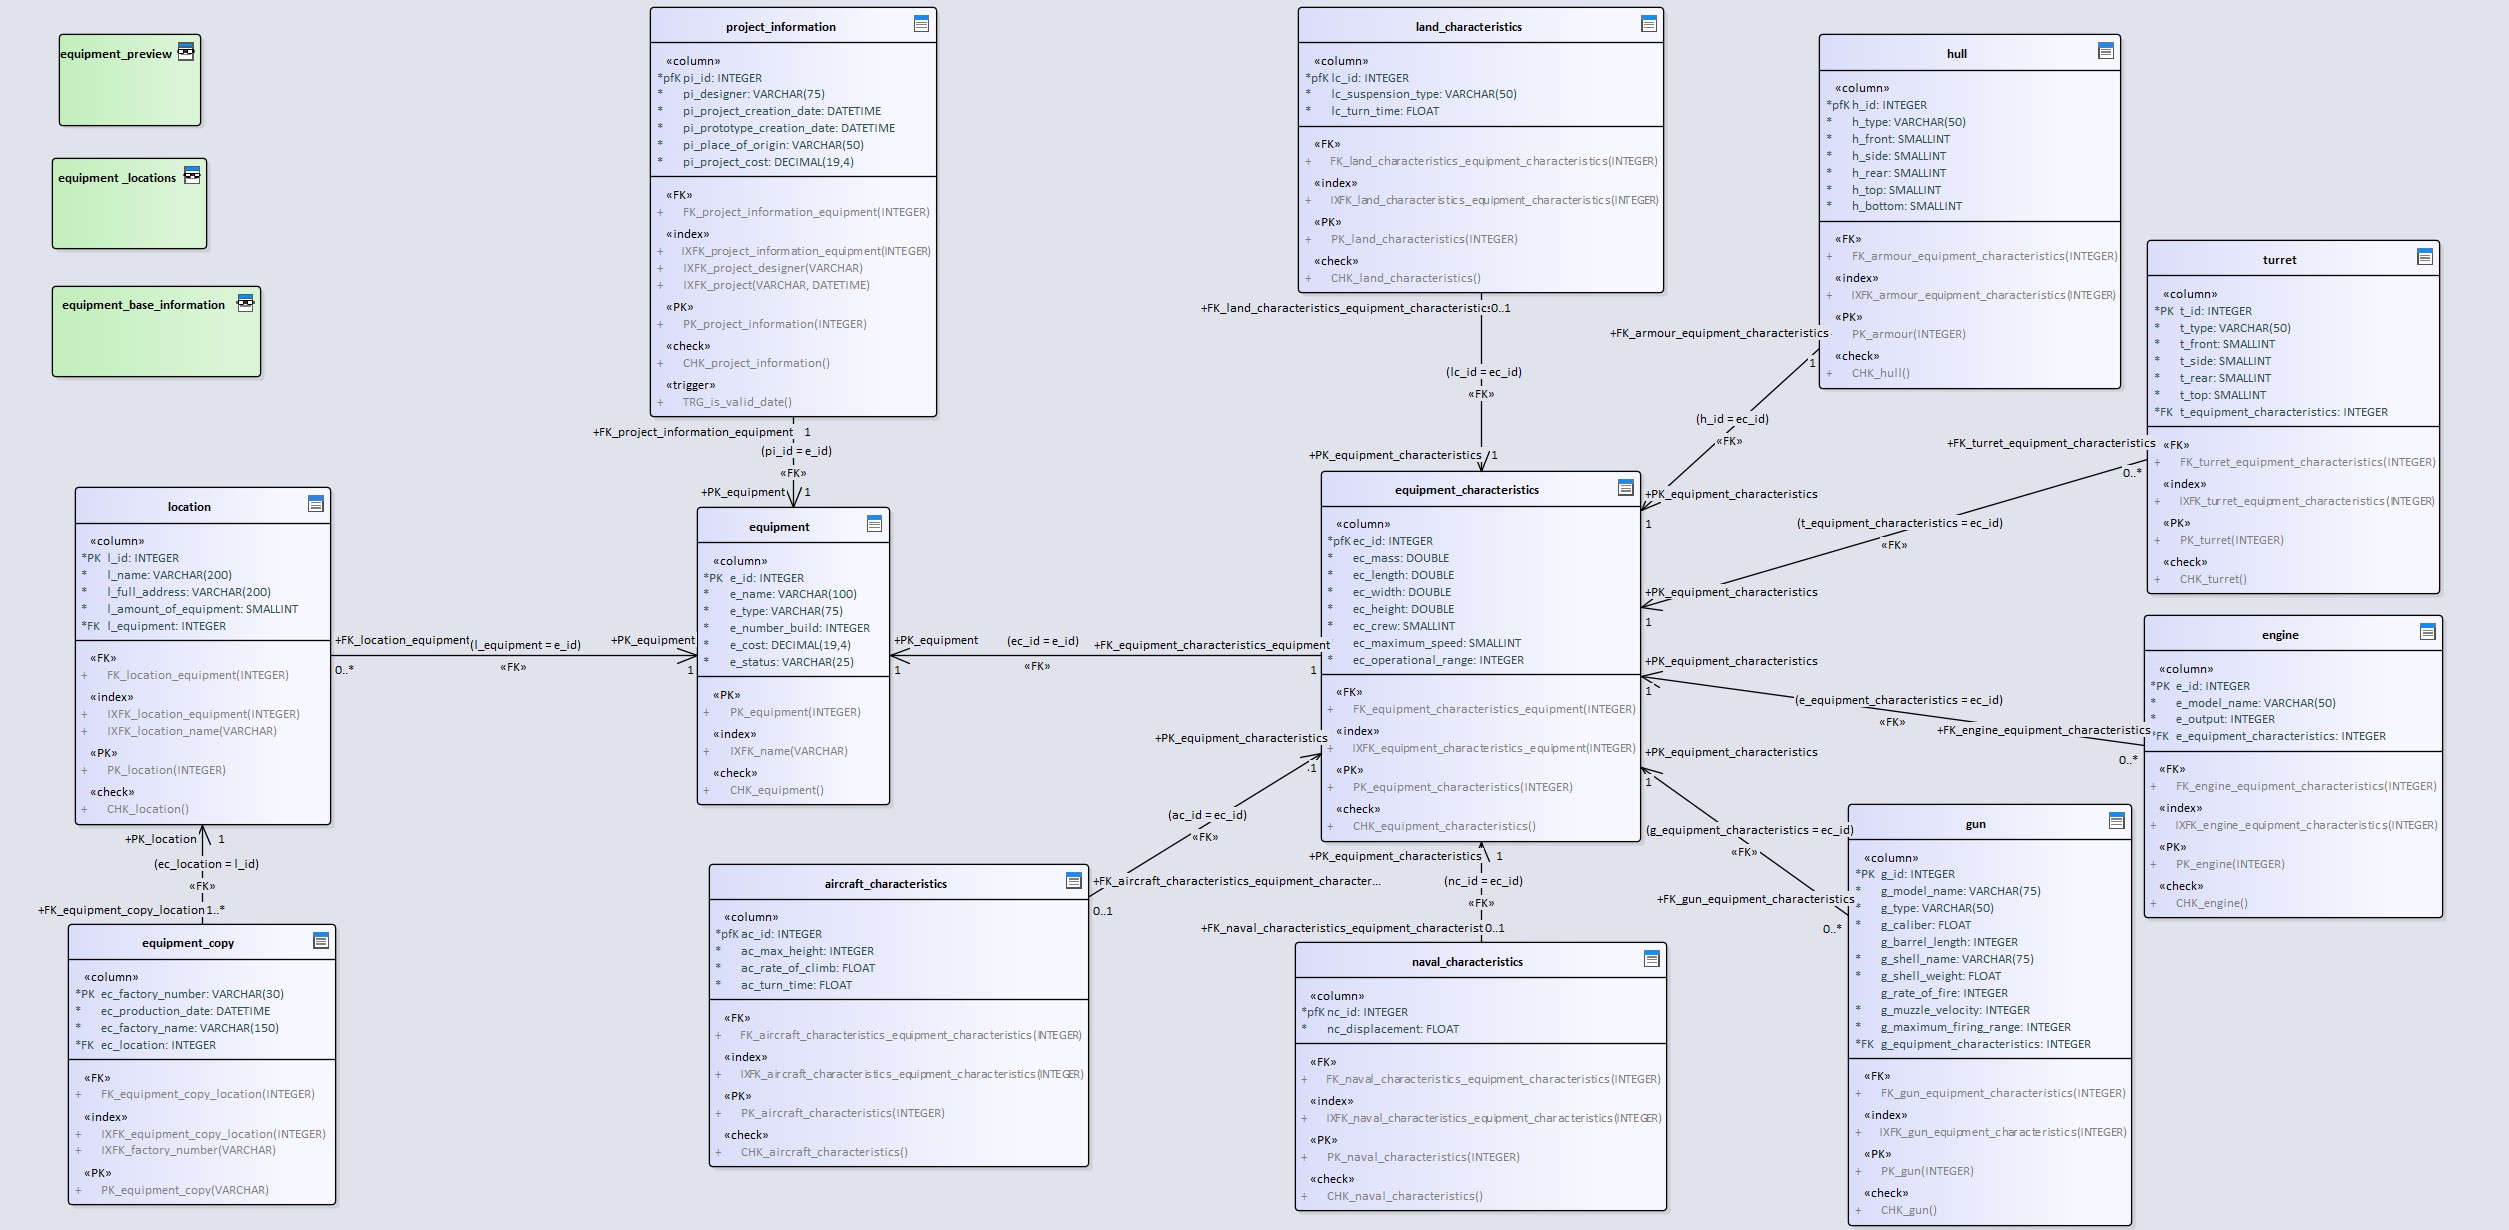 equipment_preview
equipment _locations
equipment_base_information
project_information
«column»
*pfK pi_id: INTEGER
* pi_designer: VARCHAR(75)
* pi_project_creation_date: DATETIME
* pi_prototype_creation_date: DATETIME
* pi_place_of_origin: VARCHAR(50)
* pi_project_cost: DECIMAL(19,4)
«FK»
+ FK_project_information_equipment(INTEGER)
«index»
+ IXFK_project_information_equipment(INTEGER)
+ IXFK_project_designer(VARCHAR)
+ IXFK_project(VARCHAR, DATETIME)
«PK»
+ PK_project_information(INTEGER)
«check»
+ CHK_project_information()
«trigger»
+ TRG_is_valid_date()
+FK_project_information_equipment 1
(pi_id = e_id)
«FK»
+PK_equipment 1
land_characteristics
«column»
*pfK lc_id: INTEGER
* lc_suspension_type: VARCHAR(50)
* lc_turn_time: FLOAT
«FK»
+ FK_land_characteristics_equipment_characteristics(INTEGER)
«index»
+ IXFK_land_characteristics_equipment_characteristics(INTEGER)
«PK»
+ PK_land_characteristics(INTEGER)
«check»
+ CHK_land_characteristics()
+FK_land_characteristics_equipment_characteristics 0..1
(lc_id = ec_id)
«FK»
+PK_equipment_characteristics 1
hull
«column»
*pfK h_id: INTEGER
* h_type: VARCHAR(50)
* h_front: SMALLINT
* h_side: SMALLINT
* h_rear: SMALLINT
* h_top: SMALLINT
* h_bottom: SMALLINT
«FK»
+ FK_armour_equipment_characteristics(INTEGER)
«index»
+ IXFK_armour_equipment_characteristics(INTEGER)
«PK»
PK_armour(INTEGER)
«check»
+ CHK_hull()
+FK_armour_equipment_characteristics
1
(h_id = ec_id)
«FK»
+PK_equipment_characteristics
1
turret
«column»
*PK t_id: INTEGER
* t_type: VARCHAR(50)
* t_front: SMALLINT
* t_side: SMALLINT
* t_rear: SMALLINT
* t_top: SMALLINT
*FK t_equipment_characteristics: INTEGER
«FK»
+ FK_turret_equipment_characteristics(INTEGER)
«index»
+ IXFK_turret_equipment_characteristics(INTEGER)
«PK»
+ PK_turret(INTEGER)
«check»
+ CHK_turret()
+FK_turret_equipment_characteristics
0..*
(t_equipment_characteristics = ec_id)
«FK»
+PK_equipment_characteristics
1
location
«column»
*PK l_id: INTEGER
* l_name: VARCHAR(200)
* l_full_address: VARCHAR(200)
* l_amount_of_equipment: SMALLINT
*FK l_equipment: INTEGER
«FK»
+ FK_location_equipment(INTEGER)
«index»
+ IXFK_location_equipment(INTEGER)
+ IXFK_location_name(VARCHAR)
«PK»
+ PK_location(INTEGER)
«check»
+ CHK_location()
+FK_location_equipment
0..*
(l_equipment = e_id)
«FK»
+PK_equipment
1
equipment
«column»
*PK e_id: INTEGER
* e_name: VARCHAR(100)
* e_type: VARCHAR(75)
* e_number_build: INTEGER
* e_cost: DECIMAL(19,4)
* e_status: VARCHAR(25)
«PK»
+ PK_equipment(INTEGER)
«index»
+ IXFK_name(VARCHAR)
«check»
+ CHK_equipment()
+PK_equipment
1
(ec_id = e_id)
«FK»
+FK_equipment_characteristics_equipment
1
equipment_characteristics
«column»
*pfK ec_id: INTEGER
* ec_mass: DOUBLE
* ec_length: DOUBLE
* ec_width: DOUBLE
* ec_height: DOUBLE
* ec_crew: SMALLINT
* ec_maximum_speed: SMALLINT
* ec_operational_range: INTEGER
«FK»
+ FK_equipment_characteristics_equipment(INTEGER)
«index»
IXFK_equipment_characteristics_equipment(INTEGER)
«PK»
+ PK_equipment_characteristics(INTEGER)
«check»
+ CHK_equipment_characteristics()
engine
«column»
*PK e_id: INTEGER
* e_model_name: VARCHAR(50)
* e_output: INTEGER
*FK e_equipment_characteristics: INTEGER
«FK»
+ FK_engine_equipment_characteristics(INTEGER)
«index»
+ IXFK_engine_equipment_characteristics(INTEGER)
«PK»
+ PK_engine(INTEGER)
«check»
+ CHK_engine()
+PK_equipment_characteristics
1
(e_equipment_characteristics = ec_id)
«FK»
+FK_engine_equipment_characteristics
0..*
+PK_equipment_characteristics
1
(g_equipment_characteristics = ec_id)
«FK»
+FK_gun_equipment_characteristics
0..*
gun
«column»
*PK g_id: INTEGER
* g_model_name: VARCHAR(75)
* g_type: VARCHAR(50)
* g_caliber: FLOAT
g_barrel_length: INTEGER
* g_shell_name: VARCHAR(75)
* g_shell_weight: FLOAT
g_rate_of_fire: INTEGER
* g_muzzle_velocity: INTEGER
* g_maximum_firing_range: INTEGER
*FK g_equipment_characteristics: INTEGER
«FK»
+ FK_gun_equipment_characteristics(INTEGER)
«index»
+ IXFK_gun_equipment_characteristics(INTEGER)
«PK»
+ PK_gun(INTEGER)
«check»
+ CHK_gun()
+PK_location 1
(ec_location = l_id)
«FK»
+FK_equipment_copy_location 1..*
equipment_copy
«column»
*PK ec_factory_number: VARCHAR(30)
* ec_production_date: DATETIME
* ec_factory_name: VARCHAR(150)
*FK ec_location: INTEGER
«FK»
+ FK_equipment_copy_location(INTEGER)
«index»
+ IXFK_equipment_copy_location(INTEGER)
+ IXFK_factory_number(VARCHAR)
«PK»
+ PK_equipment_copy(VARCHAR)
+PK_equipment_characteristics
1
(ac_id = ec_id)
«FK»
+FK_aircraft_characteristics_equipment_character...
0..1
aircraft_characteristics
«column»
*pfK ac_id: INTEGER
* ac_max_height: INTEGER
* ac_rate_of_climb: FLOAT
* ac_turn_time: FLOAT
«FK»
+ FK_aircraft_characteristics_equipment_characteristics(INTEGER)
«index»
+ IXFK_aircraft_characteristics_equipment_characteristics(INTEGER)
«PK»
+ PK_aircraft_characteristics(INTEGER)
«check»
+ CHK_aircraft_characteristics()
+PK_equipment_characteristics 1
(nc_id = ec_id)
«FK»
+FK_naval_characteristics_equipment_characterist 0..1
naval_characteristics
«column»
*pfK nc_id: INTEGER
* nc_displacement: FLOAT
«FK»
+ FK_naval_characteristics_equipment_characteristics(INTEGER)
«index»
+ IXFK_naval_characteristics_equipment_characteristics(INTEGER)
«PK»
+ PK_naval_characteristics(INTEGER)
«check»
+ CHK_naval_characteristics()